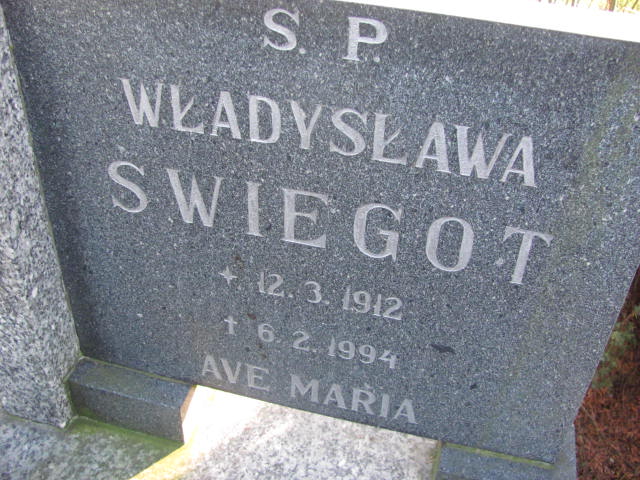 S. P.
WŁADYSŁAWA
SWIEGOT
* 12. 3. 1912
† 6. 2. 1994
AVE MARIA